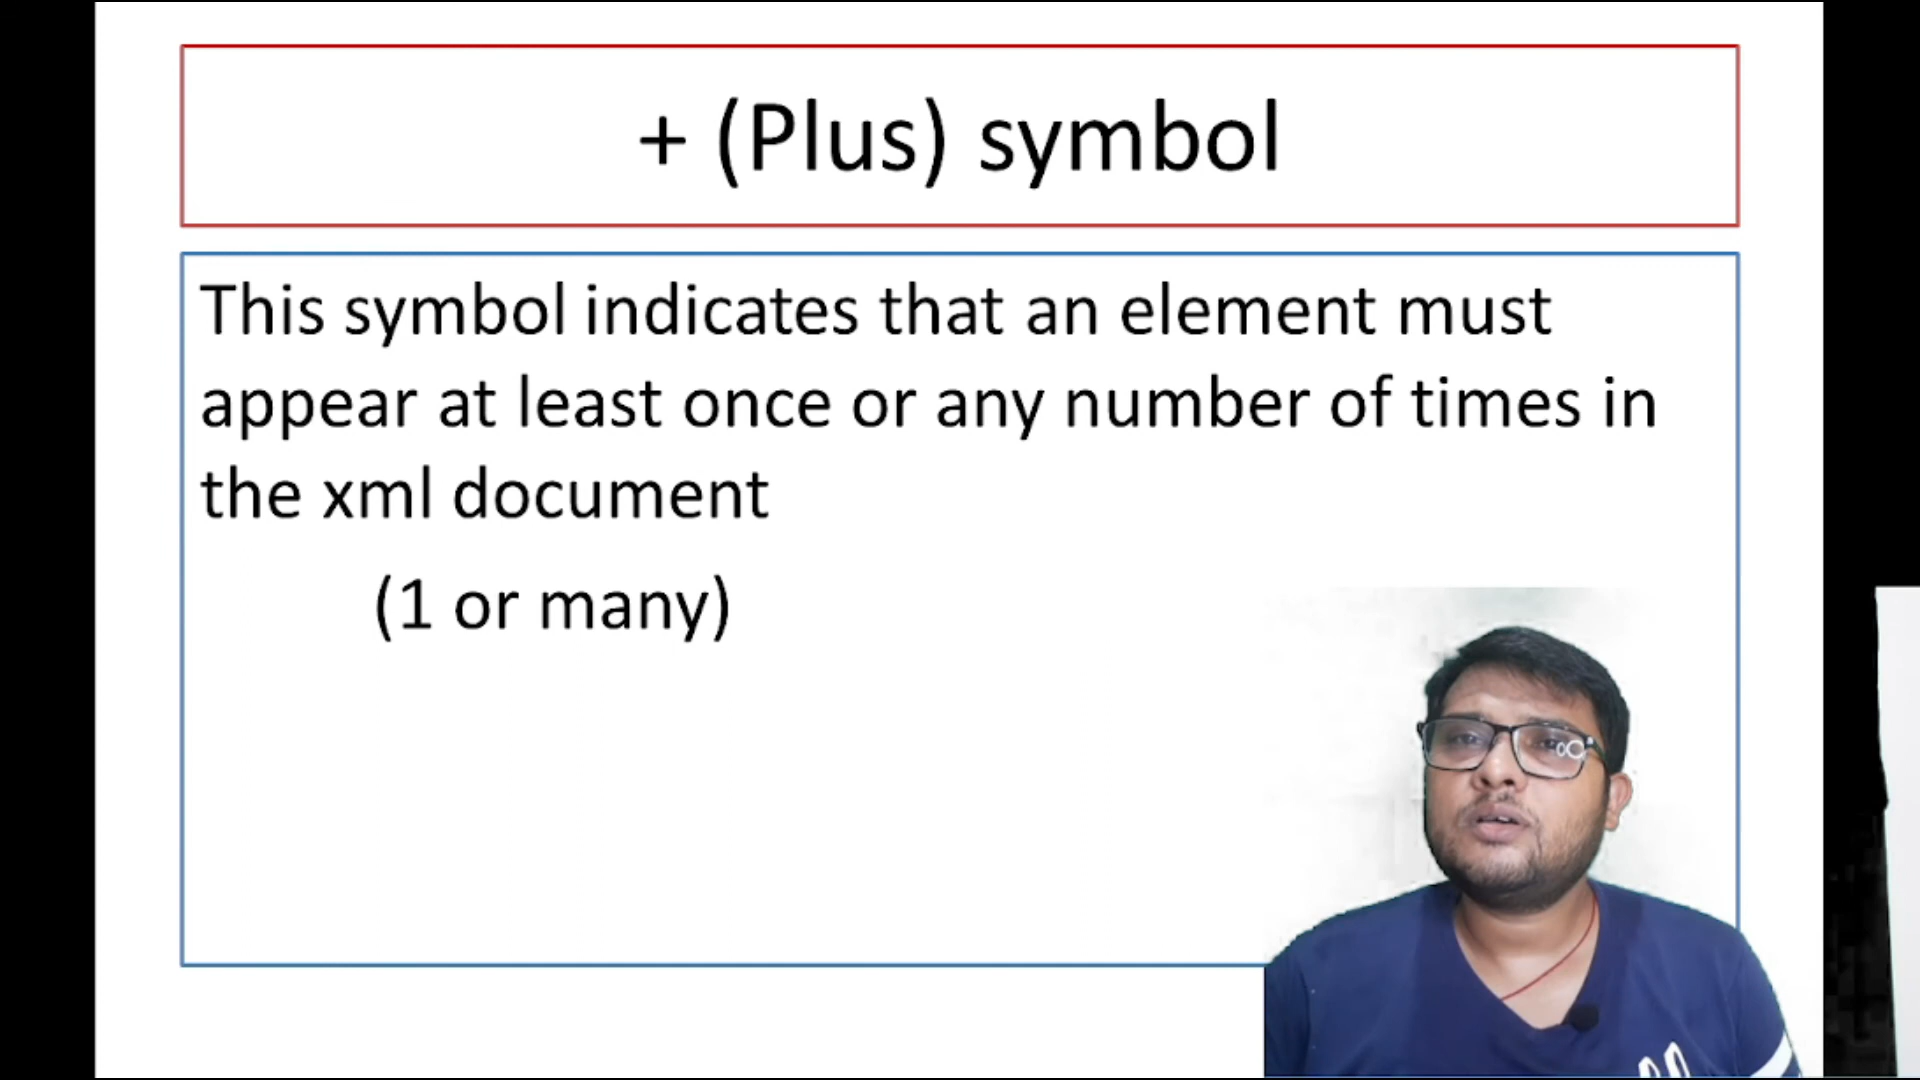 + (Plus) symbol
This symbol indicates that an element must
appear at least once or any number of times in
the xml document
(1 or many)